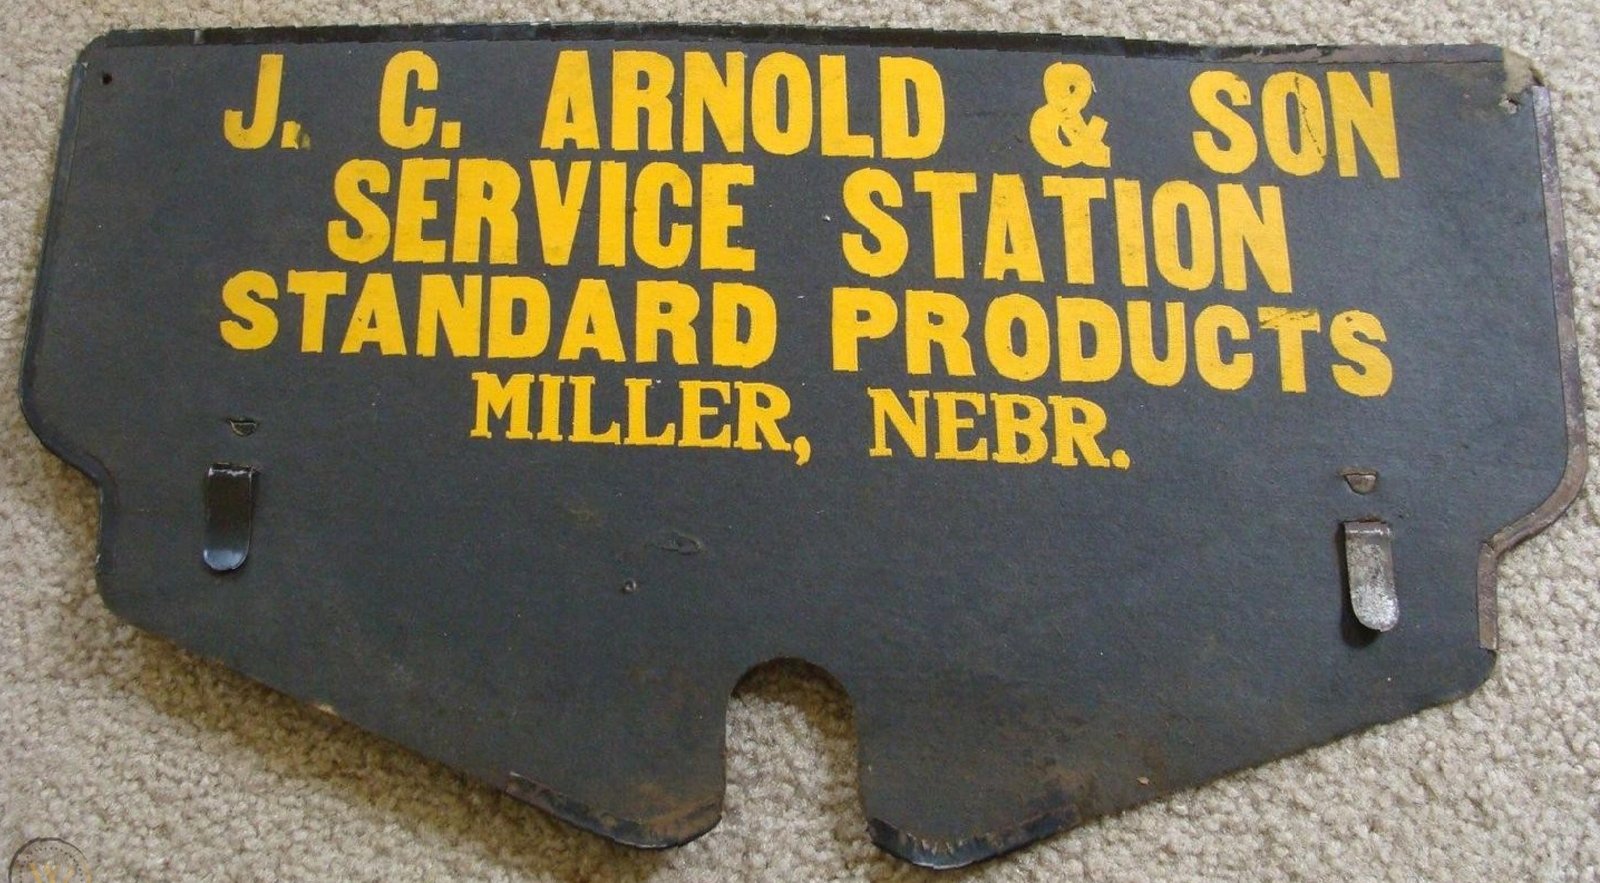 J. C. ARNOLD & SON
SERVICE STATION
STANDARD PRODUCTS
MILLER, NEBR.